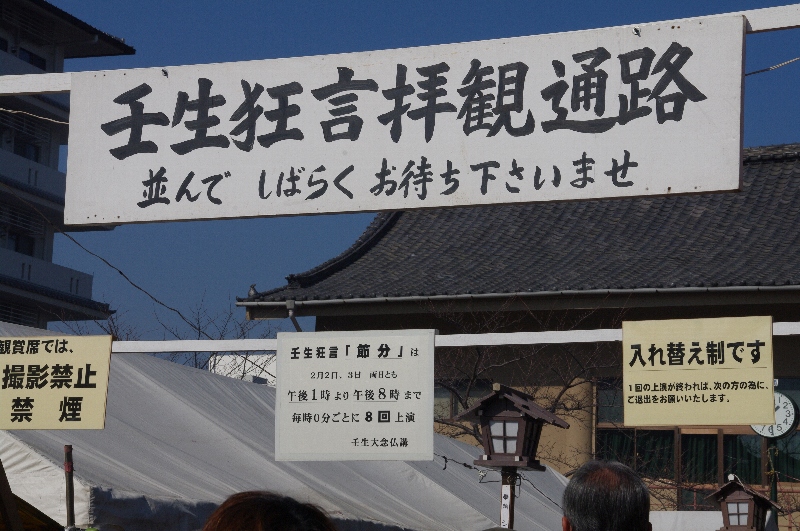 壬生狂言拝観通路
並んで しばらく お待ち下さいませ
観賞席では、
撮影禁止
禁煙
壬生狂言「節分」は
2月2日、3日 両日とも
午後1時より午後8時まで
毎時0分ごとに8回上演
壬生大念仏講
入れ替え制です
1回の上演が終われば、次の方の為に、
ご退出をお願いいたします。